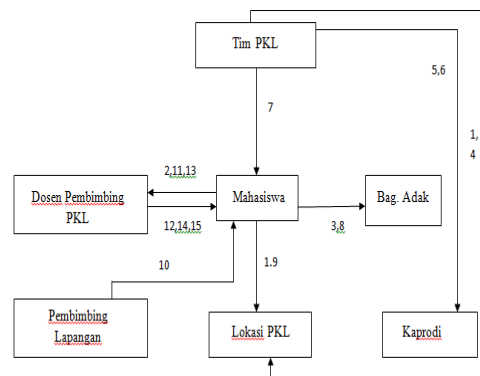 Tim PKL
5,6
7
1,
4
2,11,13
Dosen Pembimbing
PKL
Mahasiswa
Bag. Adak
12,14,15
3,8
10
1.9
Pembimbing
Lapangan
Lokasi PKL
Kaprodi